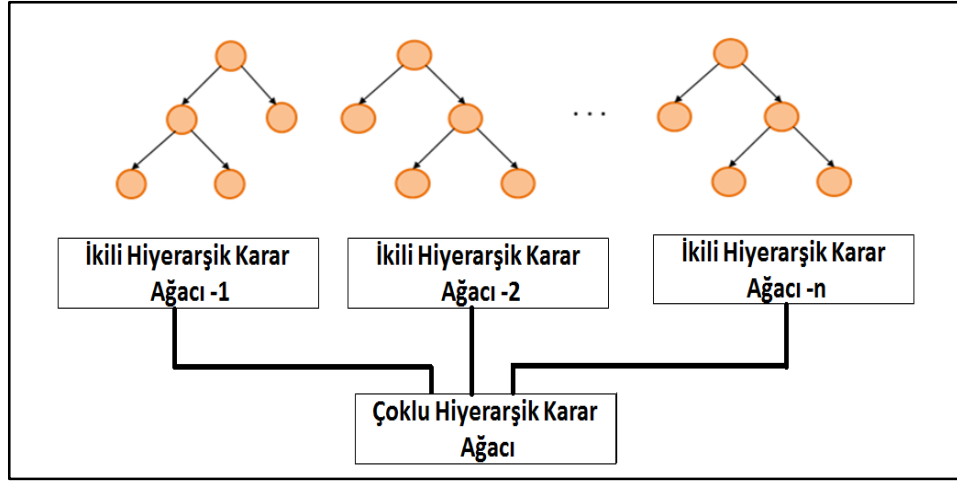 ...
İkili Hiyerarşik Karar
Ağacı -1
İkili Hiyerarşik Karar
Ağacı -2
İkili Hiyerarşik Karar
Ağacı -n
Çoklu Hiyerarşik Karar
Ağacı